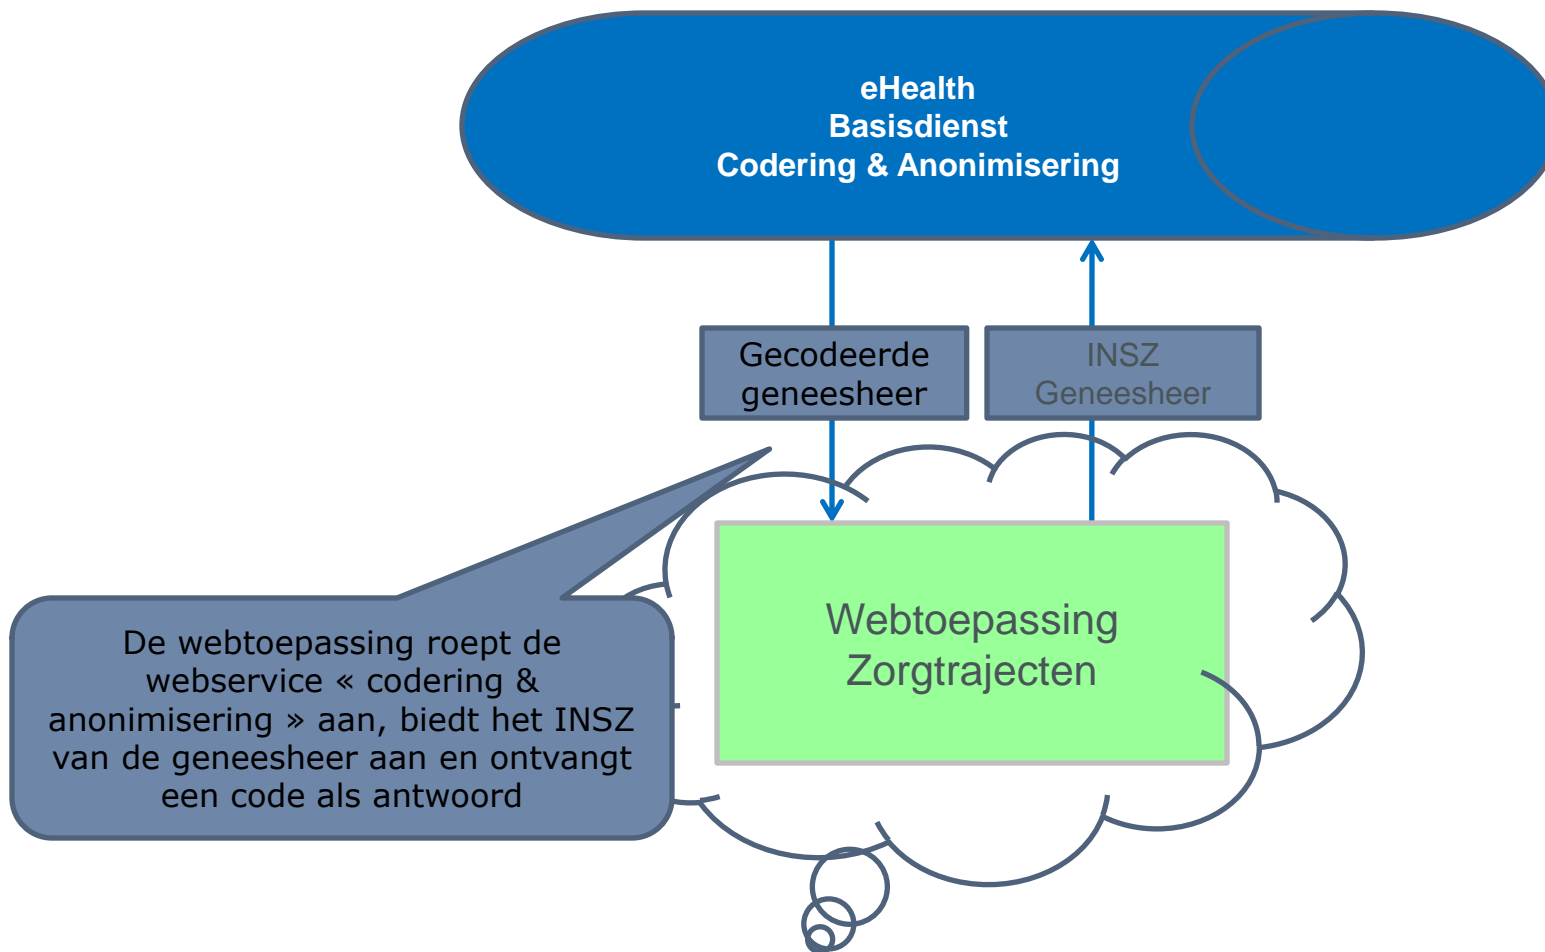 eHealth
Basisdienst
Codering & Anonimisering
Gecodeerde
geneesheer
INSZ
Geneesheer
Webtoepassing
Zorgtrajecten
De webtoepassing roept de
webservice « codering &
anonimisering » aan, biedt het INSZ
van de geneesheer aan en ontvangt
een code als antwoord